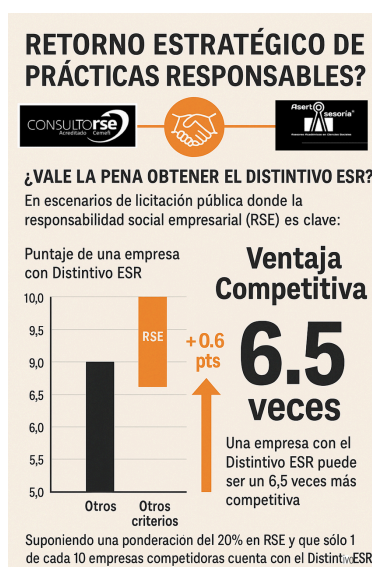 RETORNO ESTRATÉGICO DE
PRÁCTICAS RESPONSABLES?
CONSULTORSE
Acreditado Cemefi
Asert
sesoría®
¿VALE LA PENA OBTENER EL DISTINTIVO ESR?
En escenarios de licitación pública donde la
responsabilidad social empresarial (RSE) es clave:
Puntaje de una empresa
con Distintivo ESR
10,0
9,5
9,0
6,5
6,0
5,5
5,0
RSE
Otros
Otros
criterios
+0.6
pts
Ventaja
Competitiva
6.5
veces
Una empresa con el
Distintivo ESR puede
ser un 6,5 veces más
competitiva
Suponiendo una ponderación del 20% en RSE y que sólo 1
de cada 10 empresas competidoras cuenta con el DistintivoESR